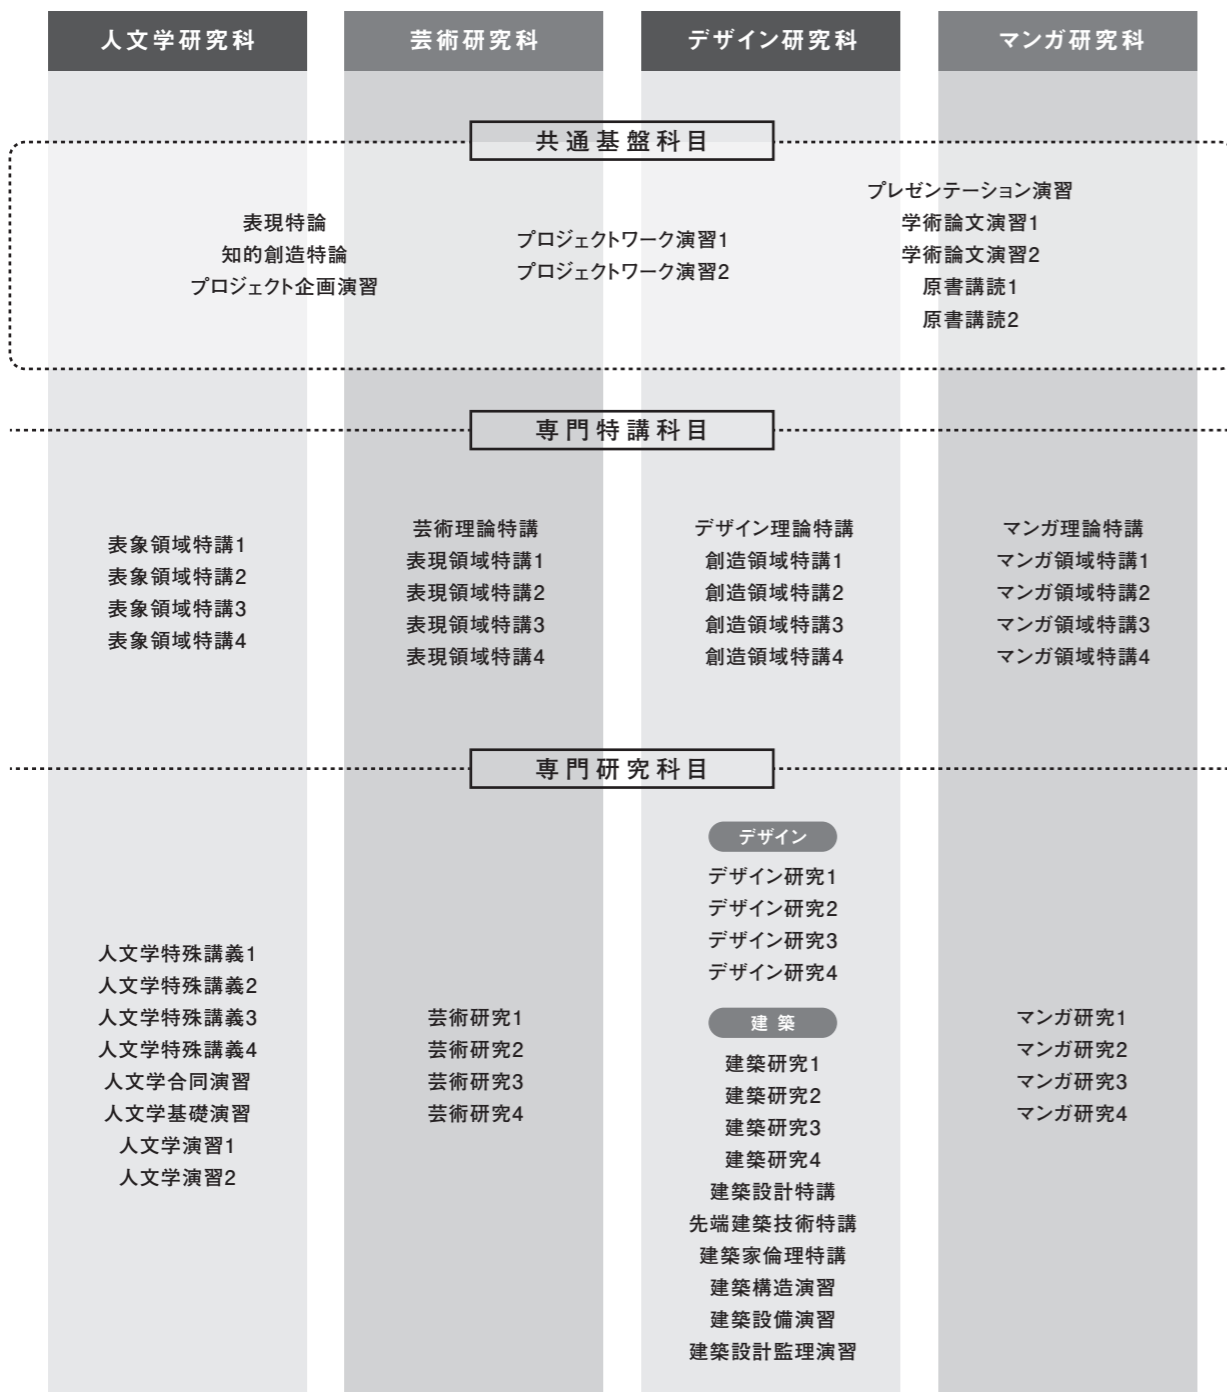 人文学研究科
芸術研究科
デザイン研究科
マンガ研究科
共通基盤科目
表現特論
知的創造特論
プロジェクト企画演習
プロジェクトワーク演習1
プロジェクトワーク演習2
プレゼンテーション演習
学術論文演習1
学術論文演習2
原書講読1
原書講読2
専門特講科目
表象領域特講1
表象領域特講2
表象領域特講3
表象領域特講4
芸術理論特講
表現領域特講1
表現領域特講2
表現領域特講3
表現領域特講4
デザイン理論特講
創造領域特講1
創造領域特講2
創造領域特講3
創造領域特講4
マンガ理論特講
マンガ領域特講1
マンガ領域特講2
マンガ領域特講3
マンガ領域特講4
専門研究科目
人文学特殊講義1
人文学特殊講義2
人文学特殊講義3
人文学特殊講義4
人文学合同演習
人文学基礎演習
人文学演習1
人文学演習2
芸術研究1
芸術研究2
芸術研究3
芸術研究4
デザイン
デザイン研究1
デザイン研究2
デザイン研究3
デザイン研究4
建築
建築研究1
建築研究2
建築研究3
建築研究4
建築設計特講
先端建築技術特講
建築家倫理特講
建築構造演習
建築設備演習
建築設計監理演習
マンガ研究1
マンガ研究2
マンガ研究3
マンガ研究4